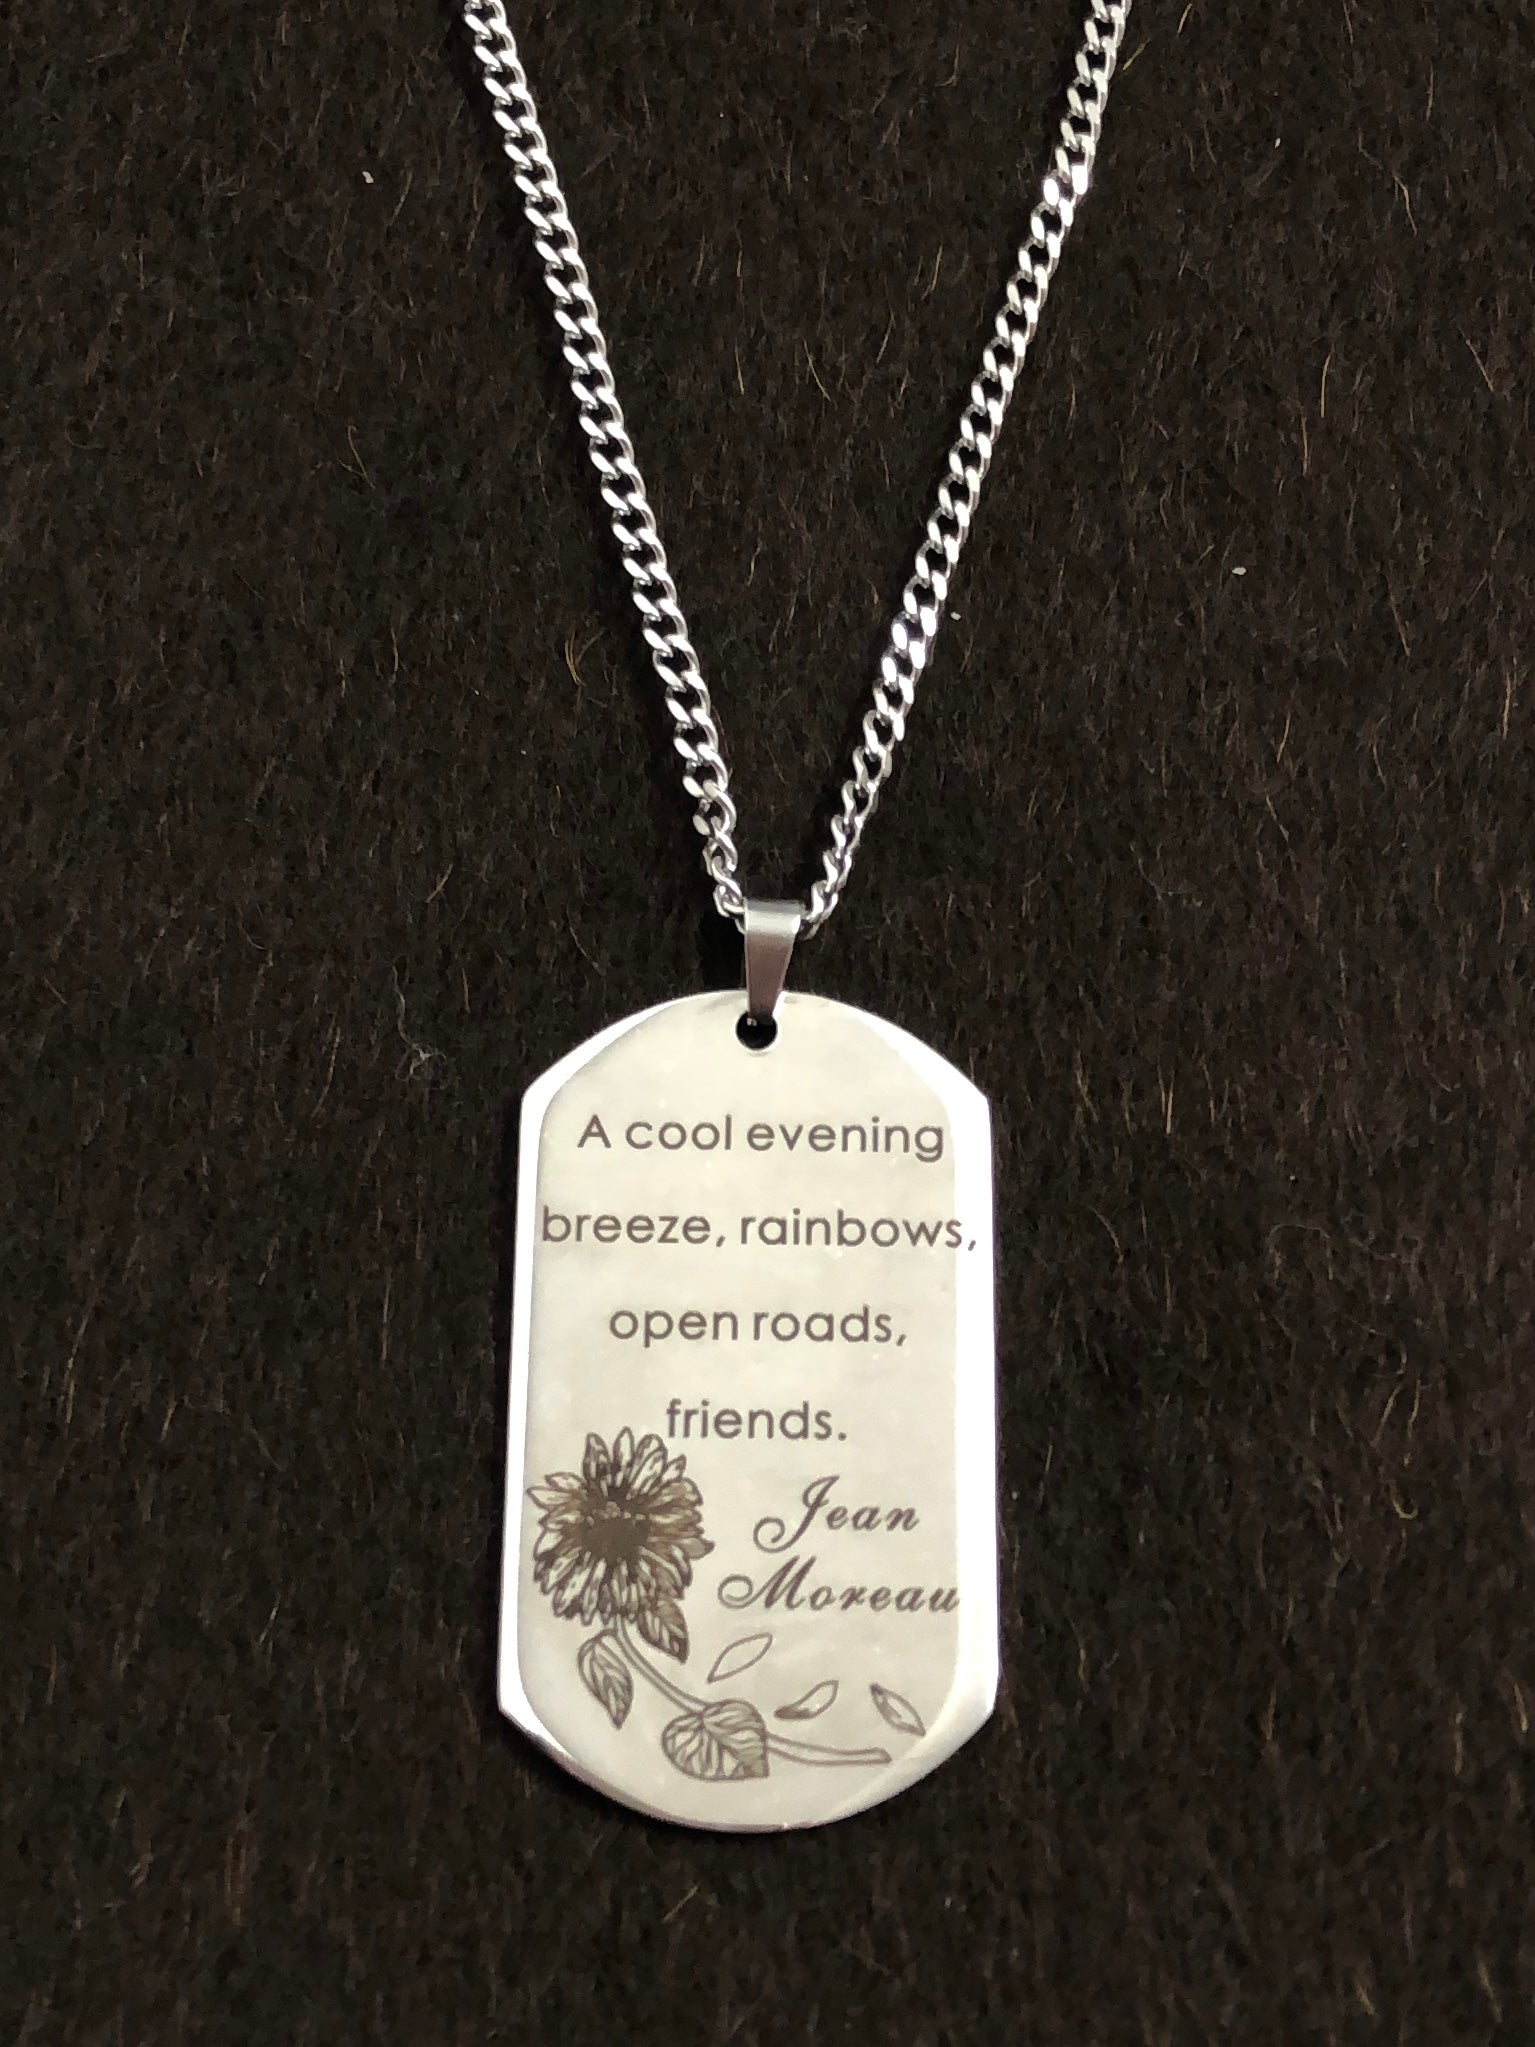 A cool evening
breeze, rainbows,
open roads,
friends.
Jean
Moreau